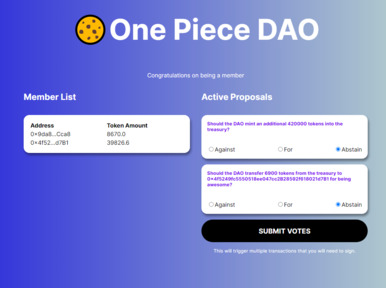 One Piece DAO
Congratulations on being a member
Member List
Address Token Amount
0×9da8...Cca6 8670.0
0×4f52...d7B1 39826.6
Active Proposals
Should the DAO mint an additional 420000 tokens into the
treasury?
Against For Abstain
Should the DAO transfer 6900 tokens from the treasury to
for being
awesome?
Against For Abstain
SUBMIT VOTES
This will trigger multiple transactions that you will need to sign.